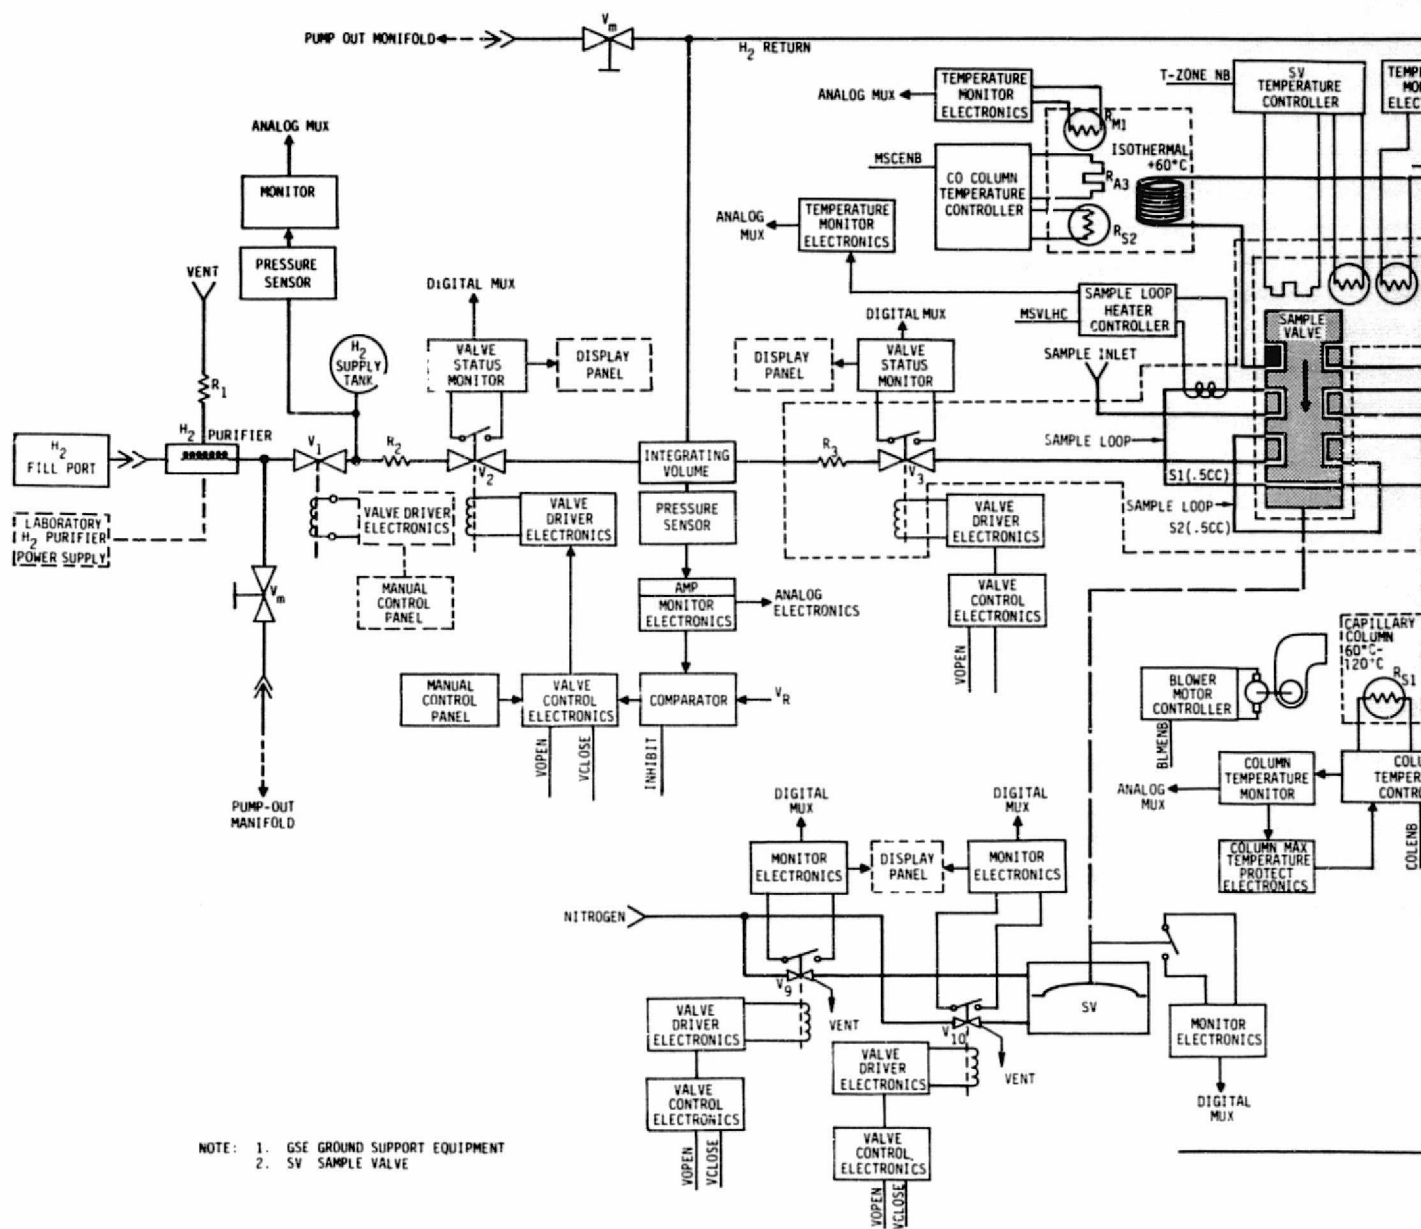 PUMP OUT MANIFOLD
Vm
H2 RETURN
ANALOG MUX
TEMPERATURE
MONITOR
ELECTRONICS
RM1
T-ZONE NB
SV
TEMPERATURE
CONTROLLER
ISOTHERMAL
+60°C
ANALOG MUX
MONITOR
MSCENB
CO COLUMN
TEMPERATURE
CONTROLLER
RA3
RS2
ANALOG
MUX
TEMPERATURE
MONITOR
ELECTRONICS
VENT
PRESSURE
SENSOR
DIGITAL MUX
SAMPLE LOOP
HEATER
CONTROLLER
MSVLHC
SAMPLE
VALVE
H2
SUPPLY
TANK
VALVE
STATUS
MONITOR
DISPLAY
PANEL
DISPLAY
PANEL
DIGITAL MUX
VALVE
STATUS
MONITOR
SAMPLE INLET
R1
H2
FILL PORT
H2 PURIFIER
V1
R2
V2
INTEGRATING
VOLUME
R3
V3
SAMPLE LOOP
S1(.5CC)
SAMPLE LOOP
S2(.5CC)
LABORATORY
H2 PURIFIER
POWER SUPPLY
VALVE DRIVER
ELECTRONICS
VALVE
DRIVER
ELECTRONICS
PRESSURE
SENSOR
VALVE
DRIVER
ELECTRONICS
Vm
MANUAL
CONTROL
PANEL
AMP
MONITOR
ELECTRONICS
ANALOG
ELECTRONICS
VALVE
CONTROL
ELECTRONICS
VOPEN
CAPILLARY
COLUMN
60°C-
120°C
RS1
MANUAL
CONTROL
PANEL
VALVE
CONTROL
ELECTRONICS
COMPARATOR
VR
BLOWER
MOTOR
CONTROLLER
VOPEN
VCLOSE
INHIBIT
BLMENB
PUMP-OUT
MANIFOLD
DIGITAL
MUX
DIGITAL
MUX
ANALOG
MUX
COLUMN
TEMPERATURE
MONITOR
COLENB
MONITOR
ELECTRONICS
DISPLAY
PANEL
MONITOR
ELECTRONICS
COLUMN MAX
TEMPERATURE
PROTECT
ELECTRONICS
NITROGEN
V9
VENT
V10
VENT
SV
VALVE
DRIVER
ELECTRONICS
VALVE
DRIVER
ELECTRONICS
MONITOR
ELECTRONICS
DIGITAL
MUX
VALVE
CONTROL
ELECTRONICS
VALVE
CONTROL
ELECTRONICS
VOPEN
VCLOSE
VOPEN
VCLOSE
NOTE: 1. GSE GROUND SUPPORT EQUIPMENT
2. SV SAMPLE VALVE